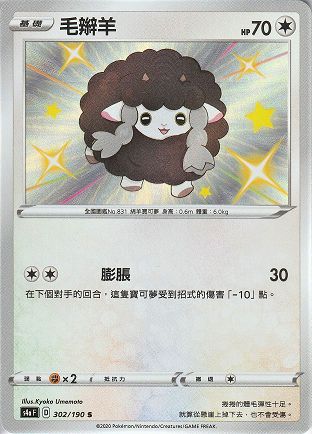 基礎 毛辮羊 HP 70
全國圖鑑No.831 綿羊寶可夢 身高：0.6m 體重：6.0kg
膨脹 30
在下個對手的回合，這隻寶可夢受到招式的傷害「-10」點。
弱點 ×2 抵抗力 撤退
Illus.Kyoko Umemoto
s4a F D 302/190 S
捲捲的體毛彈性十足。
就算從懸崖上掉下去，也不會受傷。
©2020 Pokémon/Nintendo/Creatures/GAME FREAK.